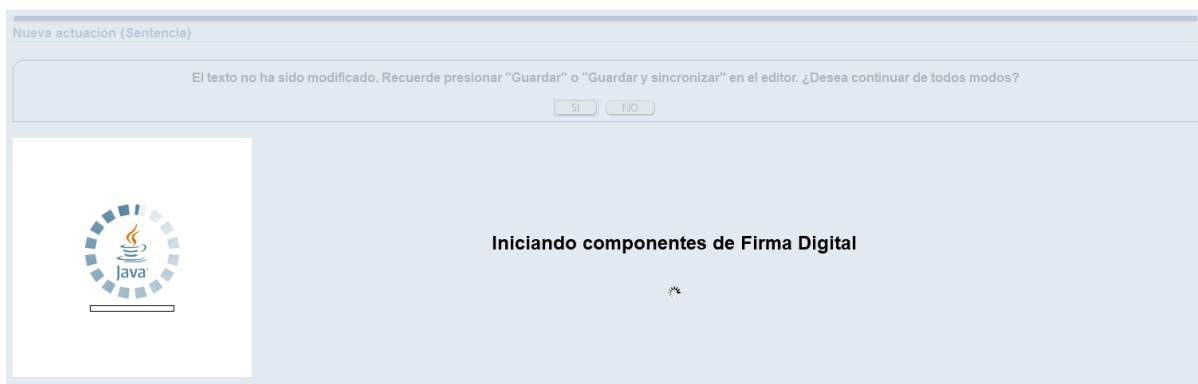 Nueva actuación (Sentencia)
El texto no ha sido modificado. Recuerde presionar "Guardar" o "Guardar y sincronizar" en el editor. ¿Desea continuar de todos modos?
SI NO
Java
Iniciando componentes de Firma Digital